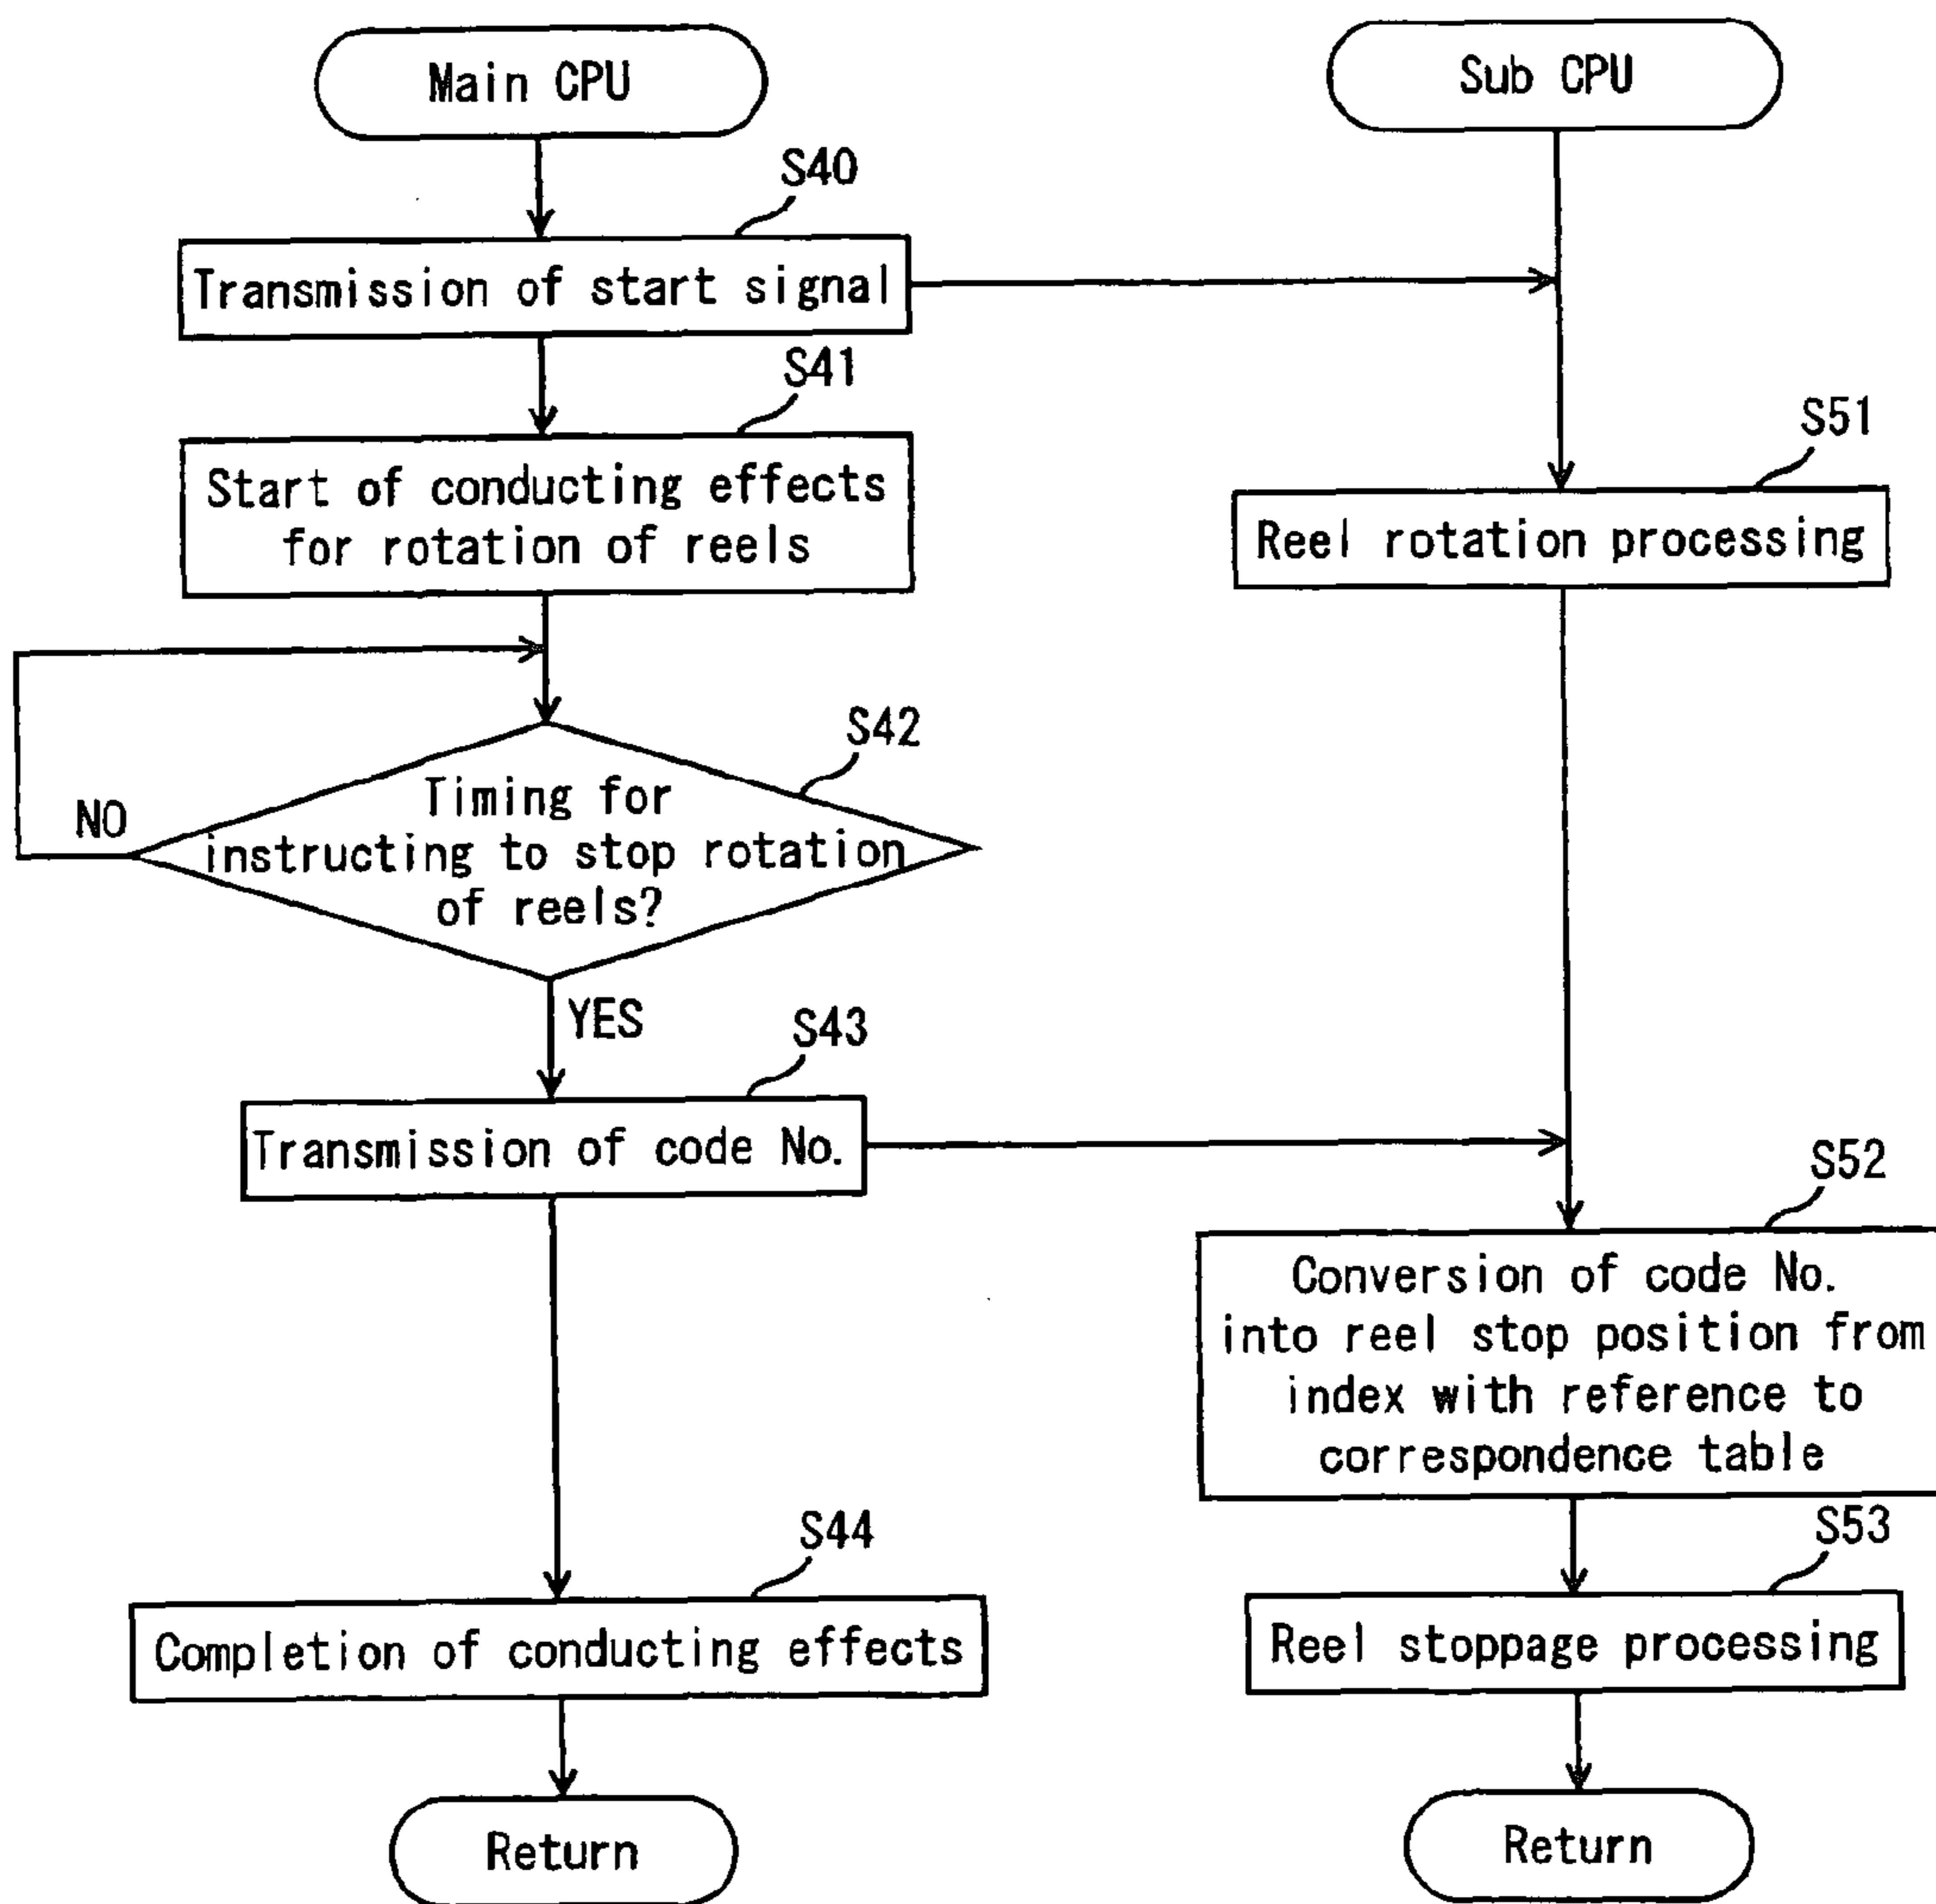 Main CPU
S40
Transmission of start signal
S41
Start of conducting effects
for rotation of reels
S42
Timing for
instructing to stop rotation
of reels?
NO
YES
S43
Transmission of code No.
S44
Completion of conducting effects
Return
Sub CPU
S51
Reel rotation processing
S52
Conversion of code No.
into reel stop position from
index with reference to
correspondence table
S53
Reel stoppage processing
Return